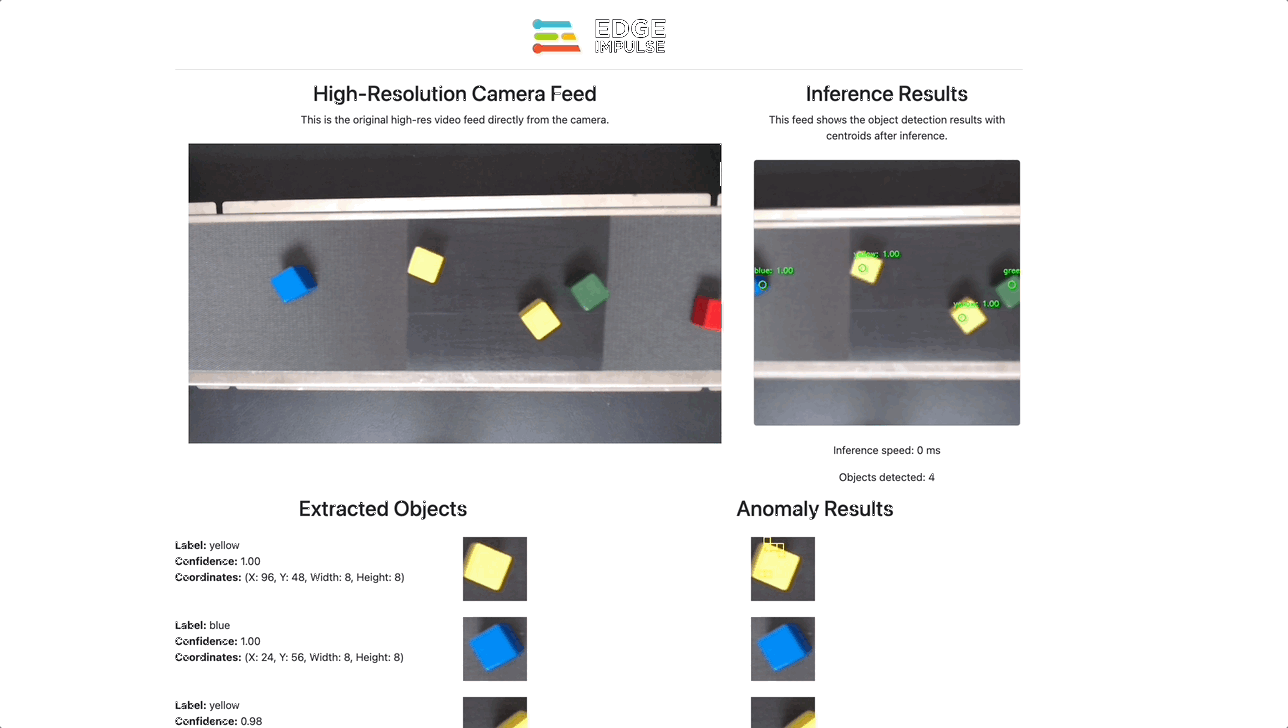 EDGE
IMPULSE
High-Resolution Camera Feed
This is the original high-res video feed directly from the camera.
Inference Results
This feed shows the object detection results with
centroids after inference.
yellow: 1.00
blue: 1.00
gree
yellow: 1.00
Inference speed: 0 ms
Objects detected: 4
Extracted Objects
Anomaly Results
Label: yellow
Confidence: 1.00
Coordinates: (X: 96, Y: 48, Width: 8, Height: 8)
Label: blue
Confidence: 1.00
Coordinates: (X: 24, Y: 56, Width: 8, Height: 8)
Label: yellow
Confidence: 0.98